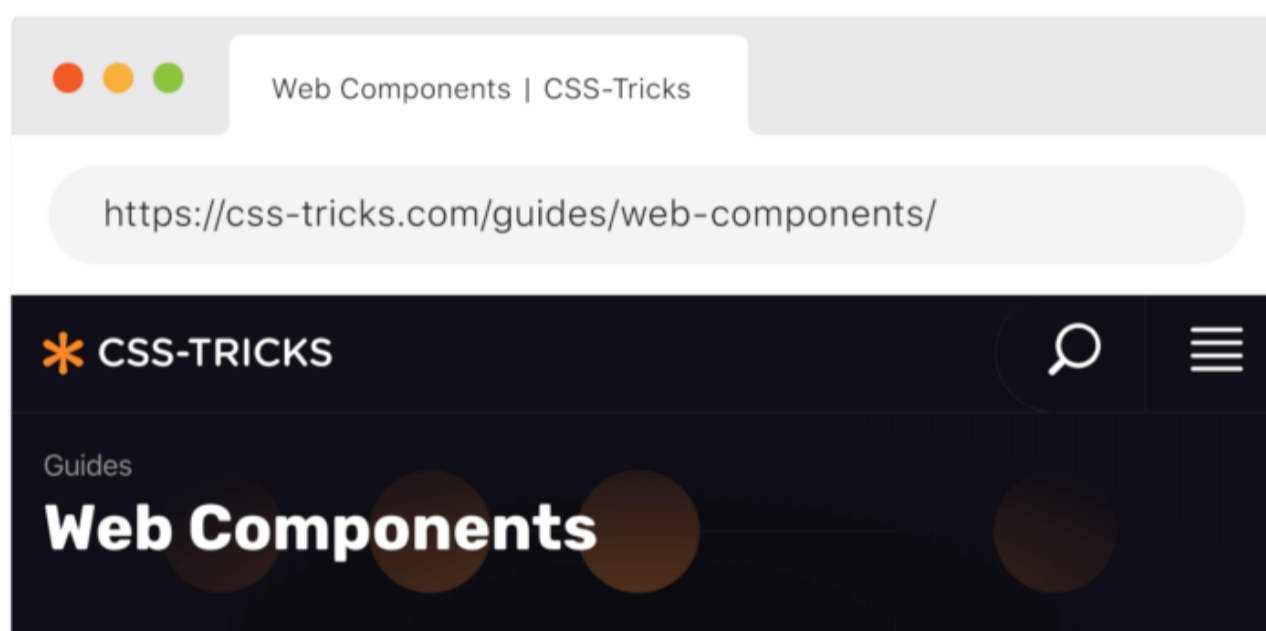 Web Components | CSS-Tricks
https://css-tricks.com/guides/web-components/
CSS-TRICKS
Guides
Web Components